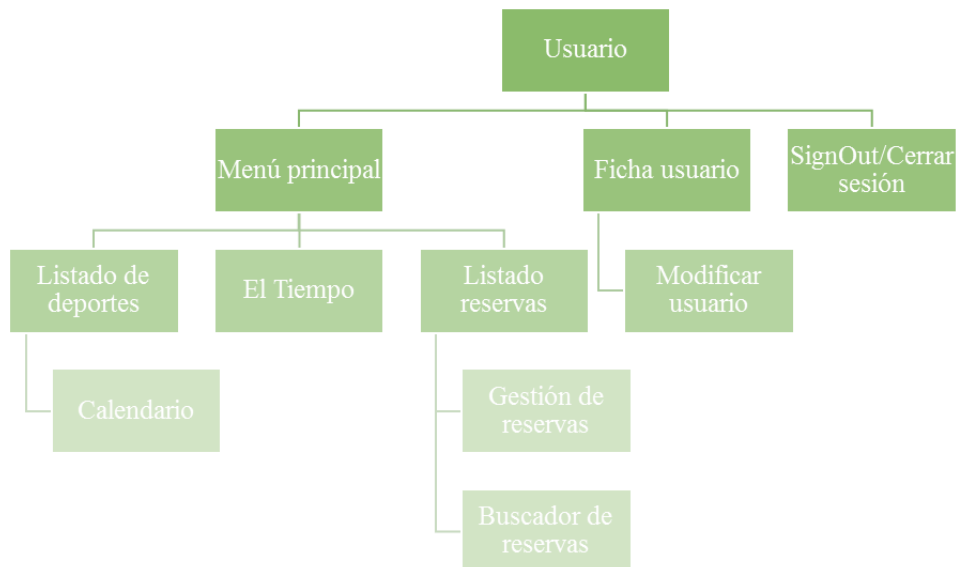 Usuario
Menú principal
Ficha usuario
SignOut/Cerrar
sesión
Listado de
deportes
El Tiempo
Listado
reservas
Modificar
usuario
Calendario
Gestión de
reservas
Buscador de
reservas